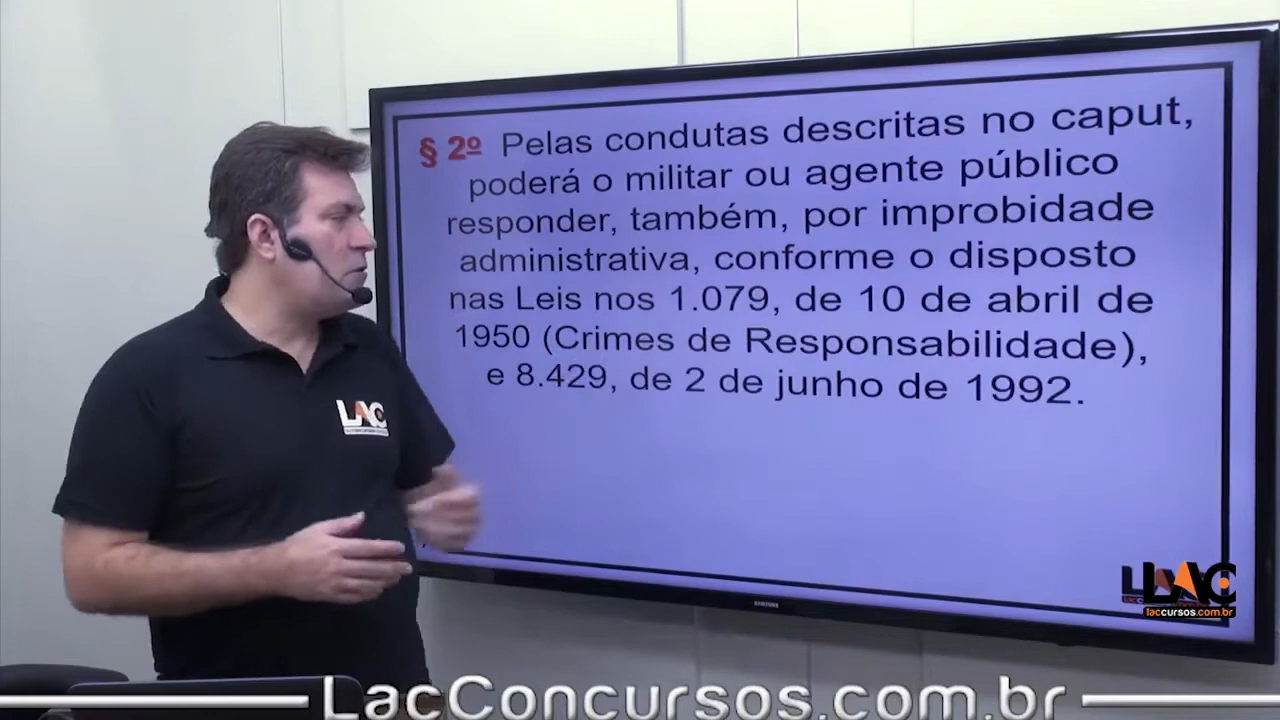 § 2º Pelas condutas descritas no caput,
poderá o militar ou agente público
responder, também, por improbidade
administrativa, conforme o disposto
nas Leis nos 1.079, de 10 de abril de
1950 (Crimes de Responsabilidade),
e 8.429, de 2 de junho de 1992.
LAC
SAMSUNG
LAC
laccursos.com.br
LacConcursos.com.br